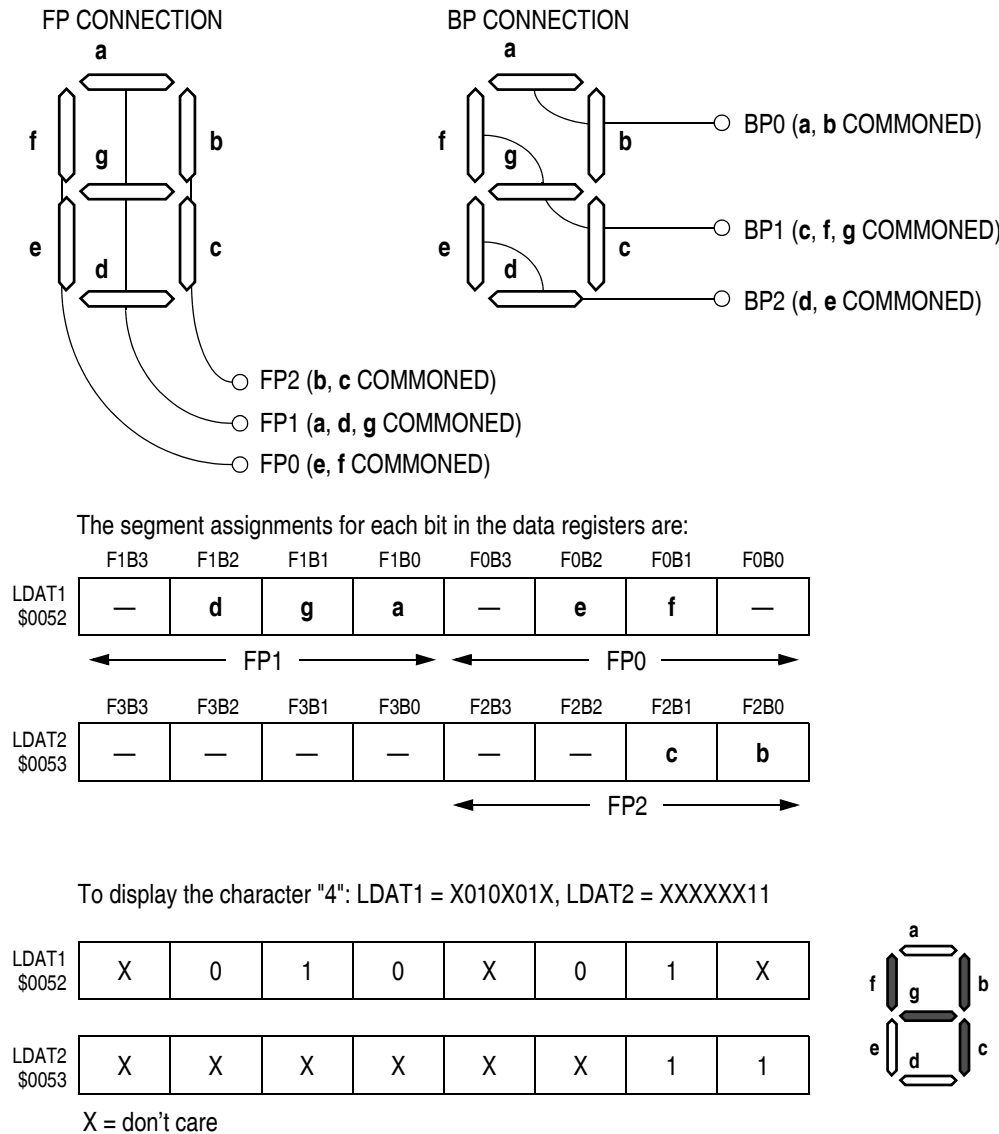 FP CONNECTION
a
f
b
g
e
c
d
FP2 (b, c COMMONED)
FP1 (a, d, g COMMONED)
FP0 (e, f COMMONED)
BP CONNECTION
a
BP0 (a, b COMMONED)
f
b
g
BP1 (c, f, g COMMONED)
e
c
d
BP2 (d, e COMMONED)
The segment assignments for each bit in the data registers are:
F1B3 F1B2 F1B1 F1B0 F0B3 F0B2 F0B1 F0B0
LDAT1
$0052
— d g a — e f —
FP1 FP0
F3B3 F3B2 F3B1 F3B0 F2B3 F2B2 F2B1 F2B0
LDAT2
$0053
— — — — — — c b
FP2
To display the character "4": LDAT1 = X010X01X, LDAT2 = XXXXXX11
LDAT1
$0052
X 0 1 0 X 0 1 X
LDAT2
$0053
X X X X X X 1 1
X = don't care
a
f
b
g
e
c
d